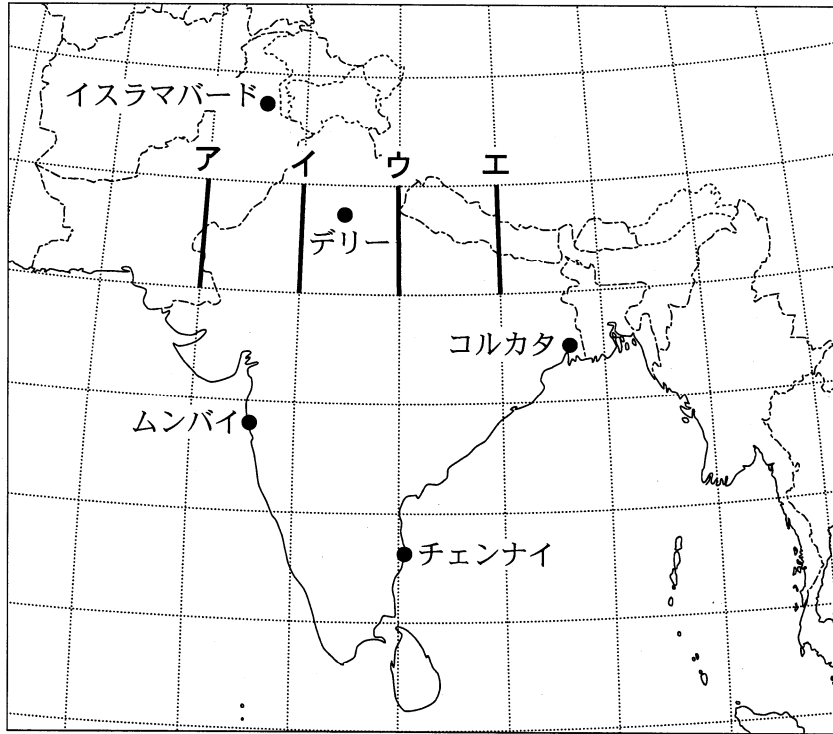 イスラマバード
ア イ ウ エ
デリー
コルカタ
ムンバイ
チェンナイ